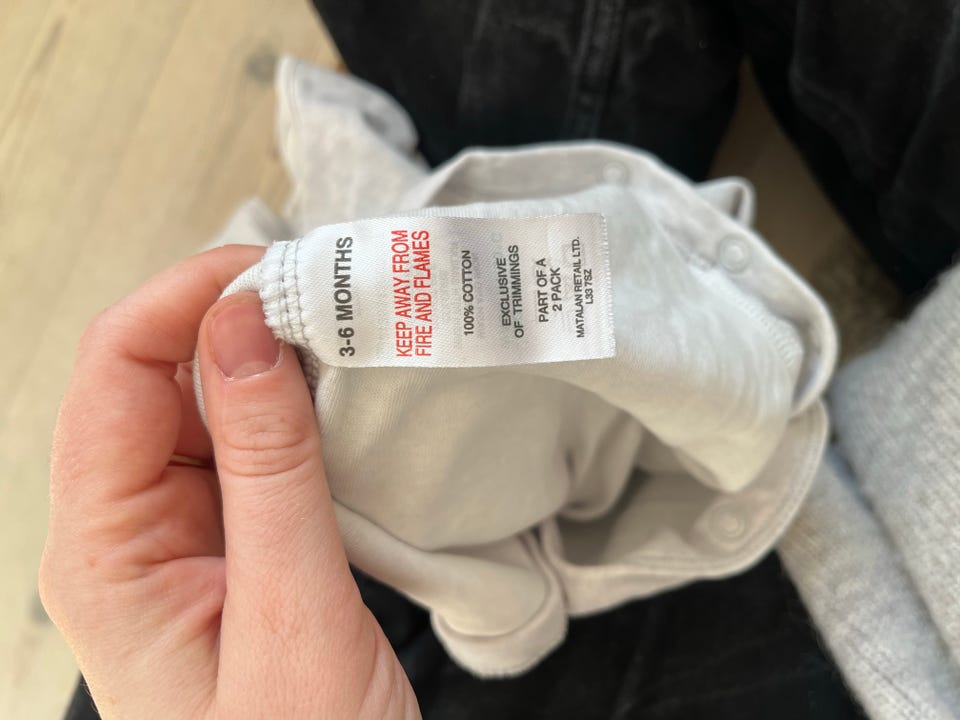 3-6 MONTHS
KEEP AWAY FROM
FIRE AND FLAMES
100% COTTON
EXCLUSIVE
OF TRIMMINGS
PART OF A
2 PACK
MATALAN RETAIL LTD.
L33 7SZ